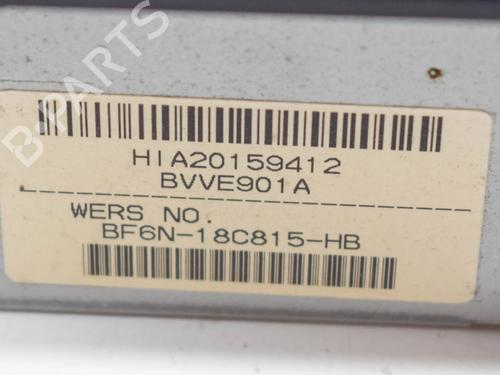 B-PARTS
HIA20159412
BVVE901A
WERS NO.
BF6N-18C815-HB